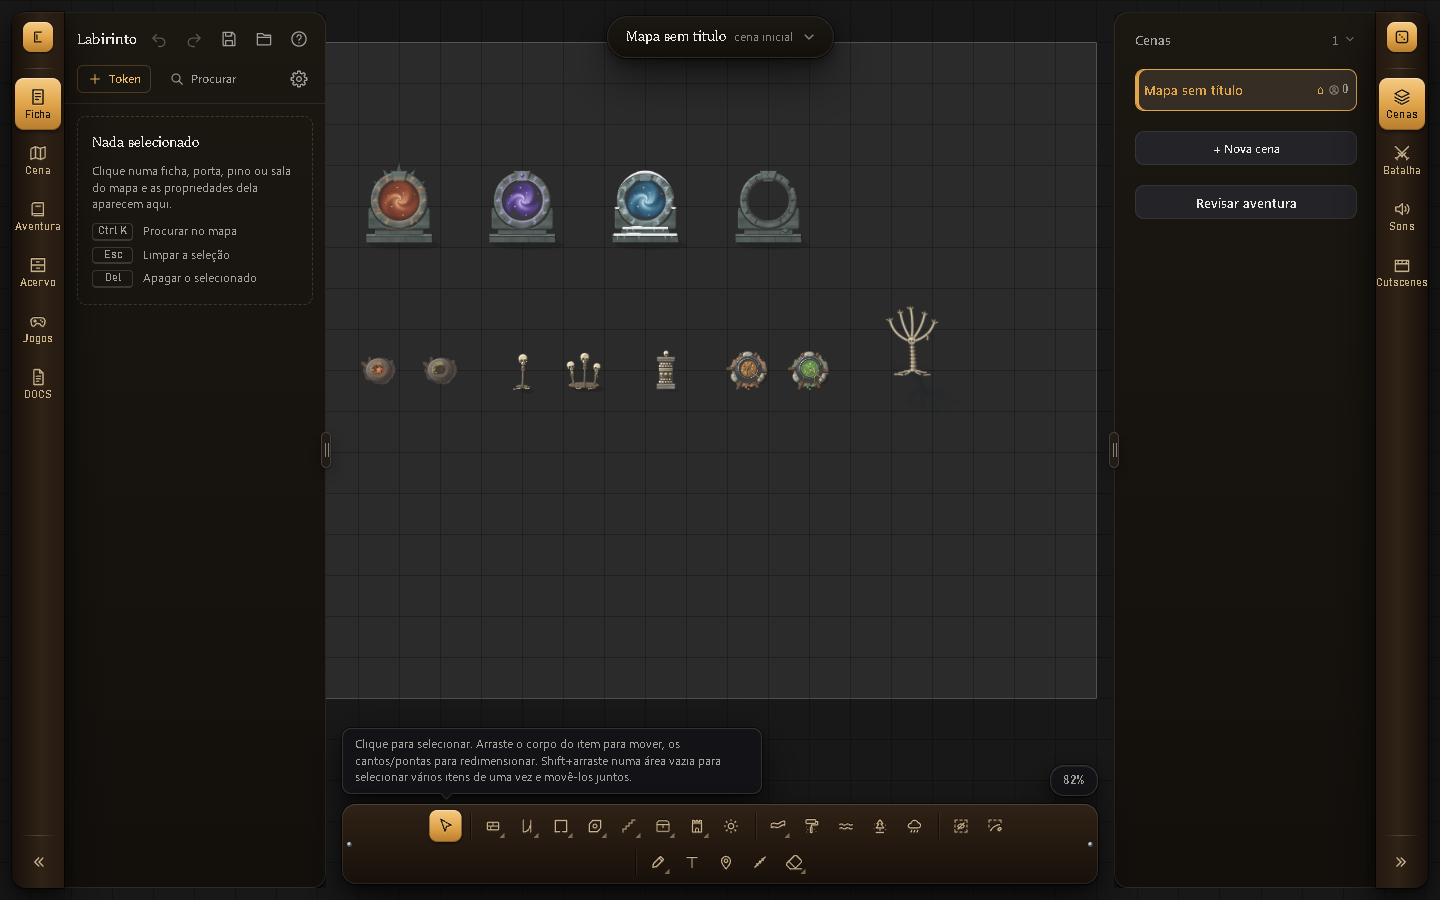 Labirinto
Token
Procurar
Nada selecionado
Clique numa ficha, porta, pino ou sala
do mapa e as propriedades dela
aparecem aqui.
Ctrl K Procurar no mapa
Esc Limpar a seleção
Del Apagar o selecionado
Ficha
Cena
Aventura
Acervo
Jogos
DOCS
Mapa sem título cena inicial
Clique para selecionar. Arraste o corpo do item para mover, os
cantos/pontas para redimensionar. Shift+arraste numa área vazia para
selecionar vários itens de uma vez e movê-los juntos.
82%
Cenas 1
Mapa sem título 0
+ Nova cena
Revisar aventura
Cenas
Batalha
Sons
Cutscenes